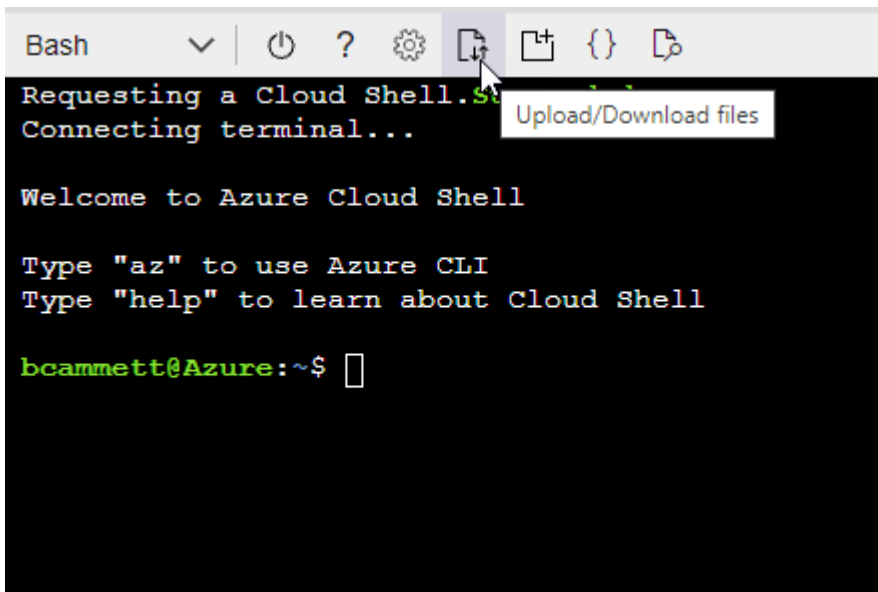 Bash
Requesting a Cloud Shell.
Upload/Download files
Connecting terminal...
Welcome to Azure Cloud Shell
Type "az" to use Azure CLI
Type "help" to learn about Cloud Shell
bcammett@Azure:~$